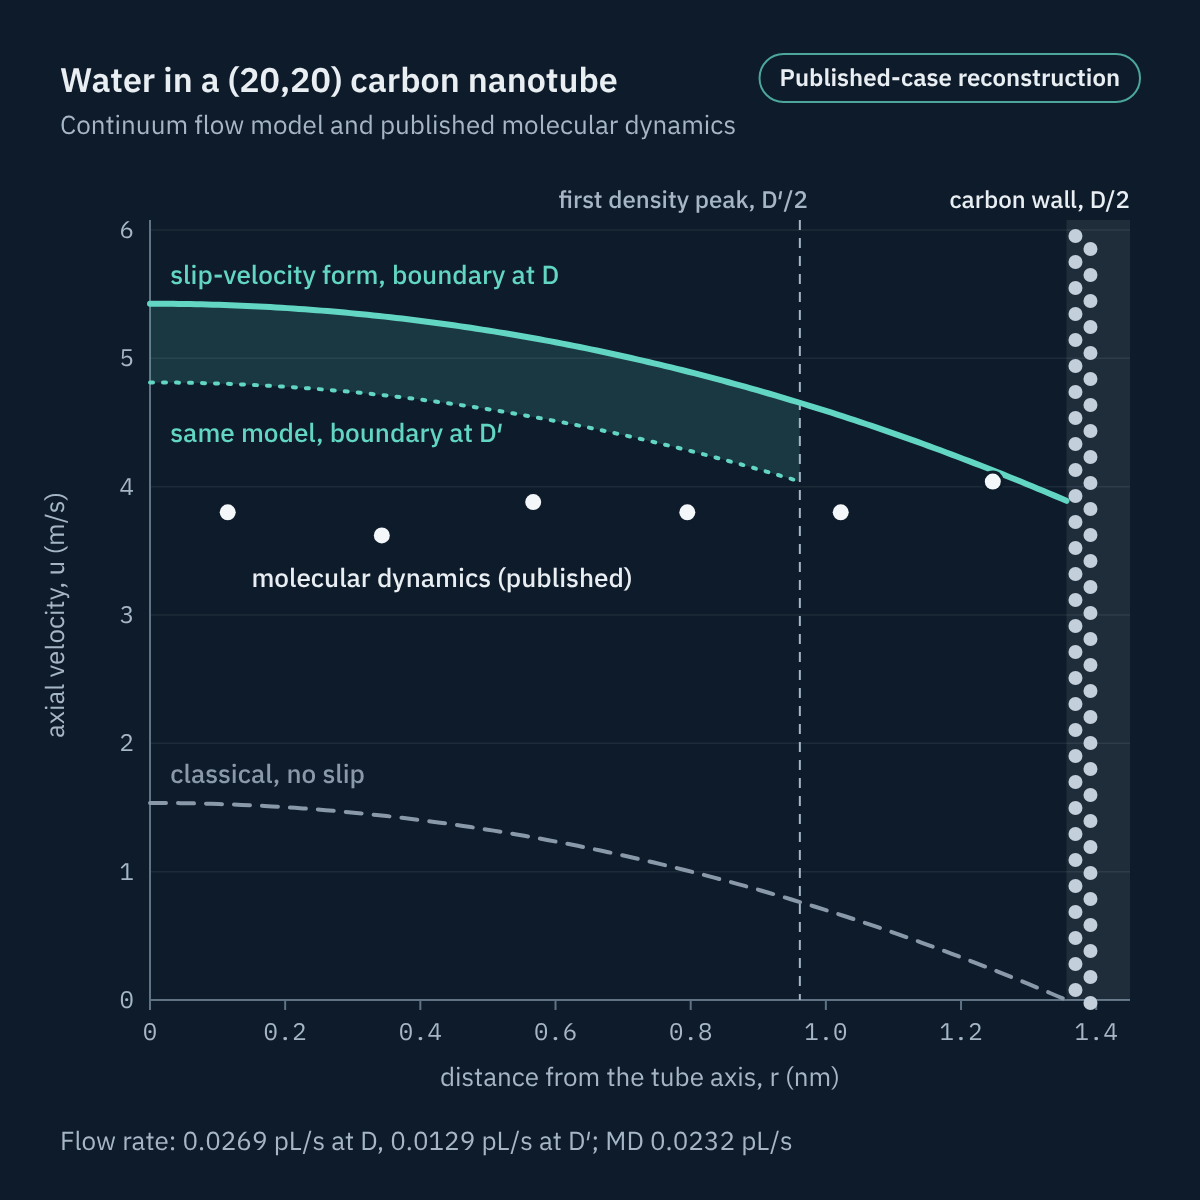 Water in a (20,20) carbon nanotube
Published-case reconstruction
Continuum flow model and published molecular dynamics
first density peak, D′/2
carbon wall, D/2
6
slip-velocity form, boundary at D
5
same model, boundary at D′
4
molecular dynamics (published)
3
axial velocity, u (m/s)
2
classical, no slip
1
0
0 0.2 0.4 0.6 0.8 1.0 1.2 1.4
distance from the tube axis, r (nm)
Flow rate: 0.0269 pL/s at D, 0.0129 pL/s at D′; MD 0.0232 pL/s